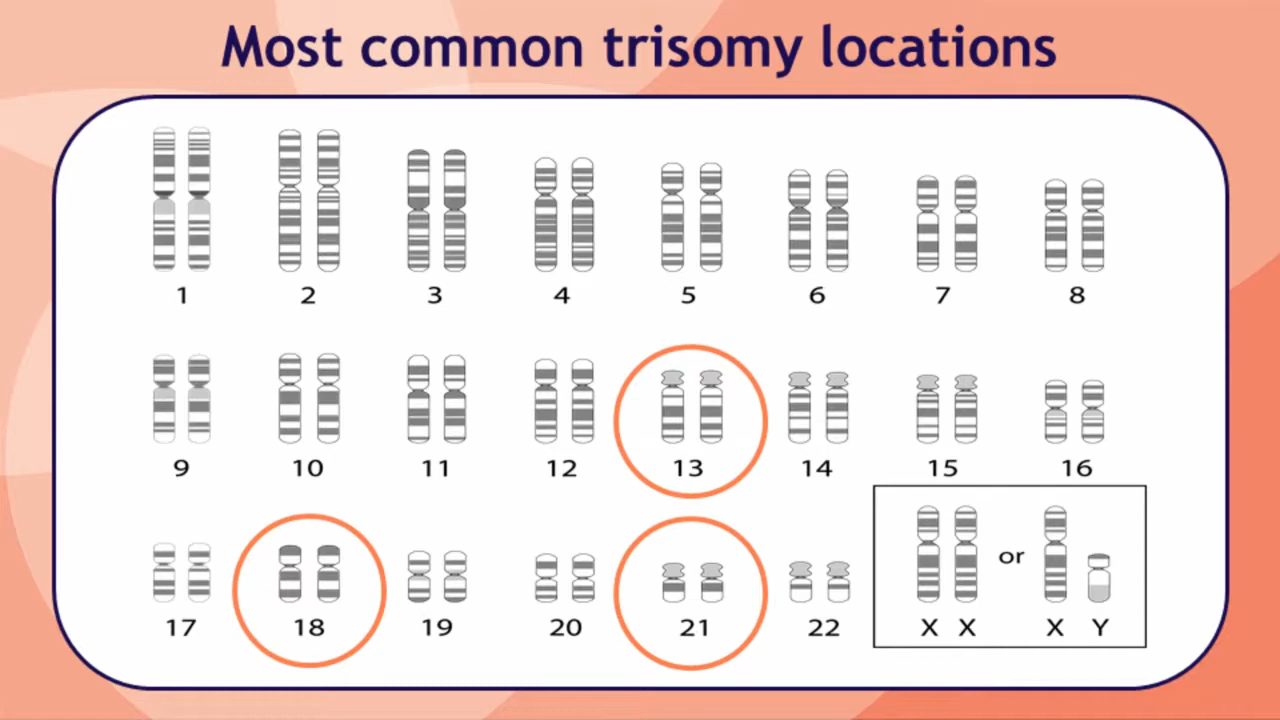 Most common trisomy locations
1 2 3 4 5 6 7 8
9 10 11 12 13 14 15 16
or
17 18 19 20 21 22 X X X Y